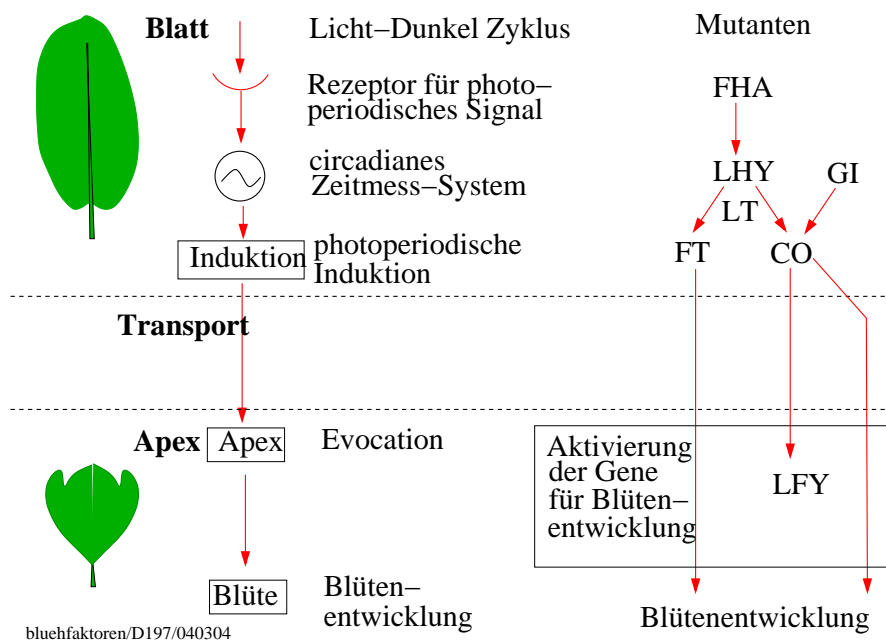 Blatt
Licht−Dunkel Zyklus
Mutanten
Rezeptor für photo−
periodisches Signal
FHA
circadianes
Zeitmess−System
LHY
GI
LT
Induktion
photoperiodische
Induktion
FT
CO
Transport
Apex
Apex
Evocation
Aktivierung
der Gene
für Blüten−
entwicklung
LFY
Blüte
Blüten−
entwicklung
Blütenentwicklung
bluehfaktoren/D197/040304